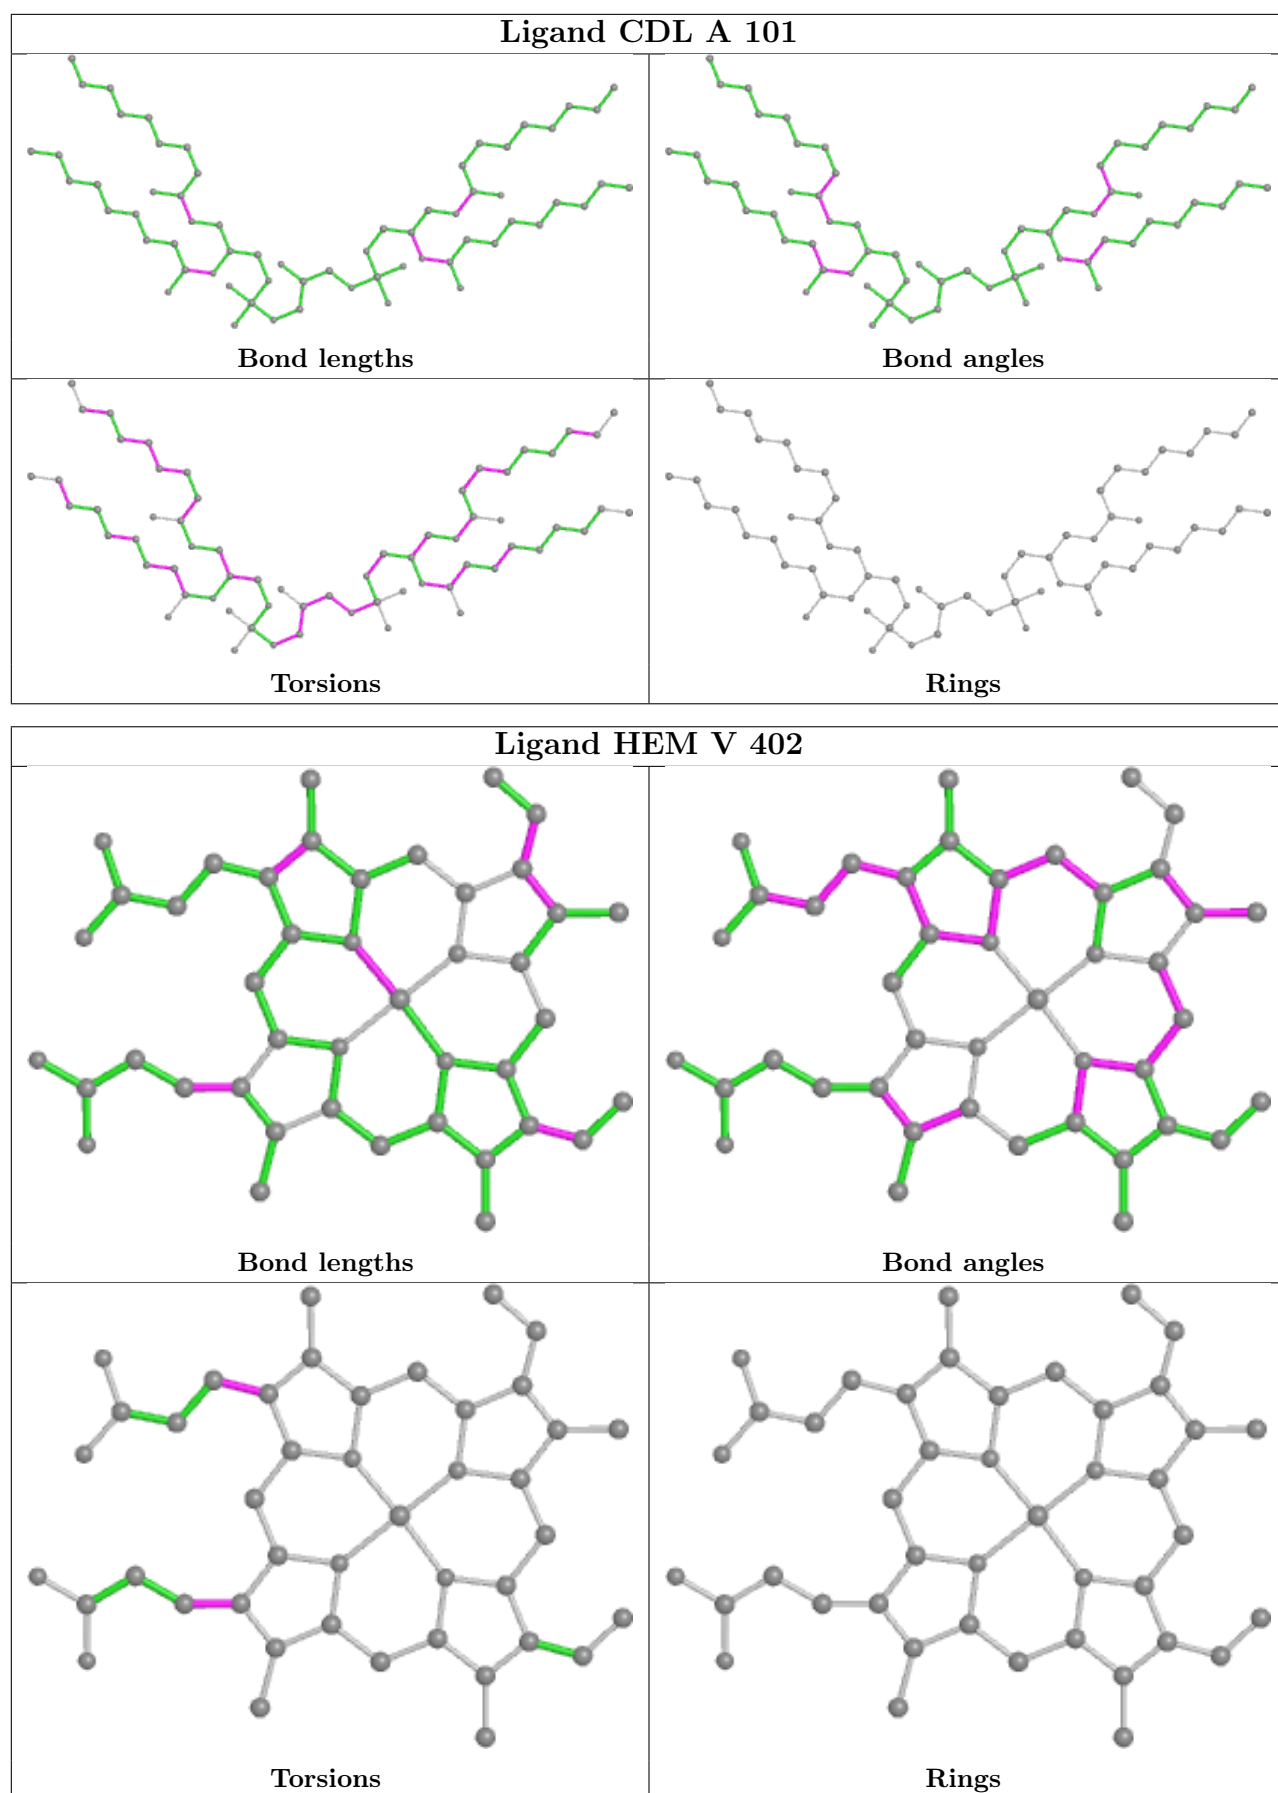 Ligand CDL A 101
Bond lengths
Bond angles
Torsions
Rings
Ligand HEM V 402
Bond lengths
Bond angles
Torsions
Rings